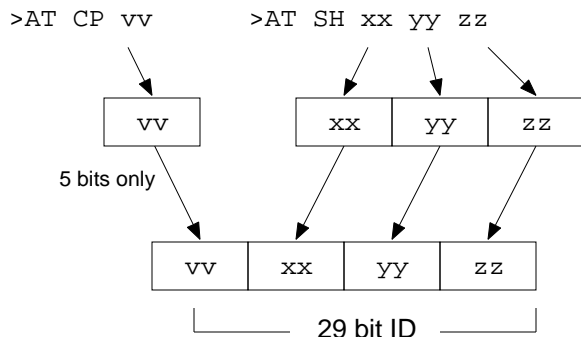 >AT CP vv >AT SH xx yy zz
vv xx yy zz
5 bits only
vv xx yy zz
29 bit ID